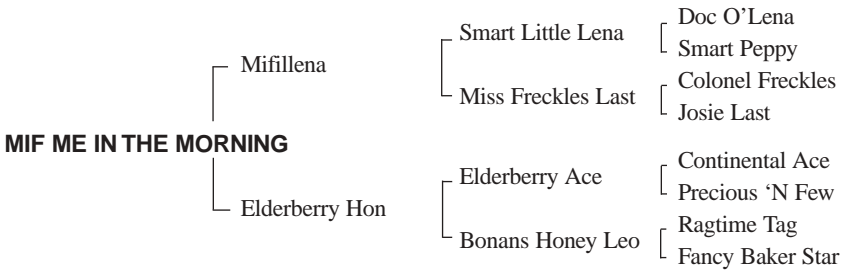 Doc O’Lena
Smart Little Lena
Smart Peppy
Mifillena
Colonel Freckles
Miss Freckles Last
Josie Last
MIF ME IN THE MORNING
Continental Ace
Elderberry Ace
Precious ‘N Few
Elderberry Hon
Ragtime Tag
Bonans Honey Leo
Fancy Baker Star